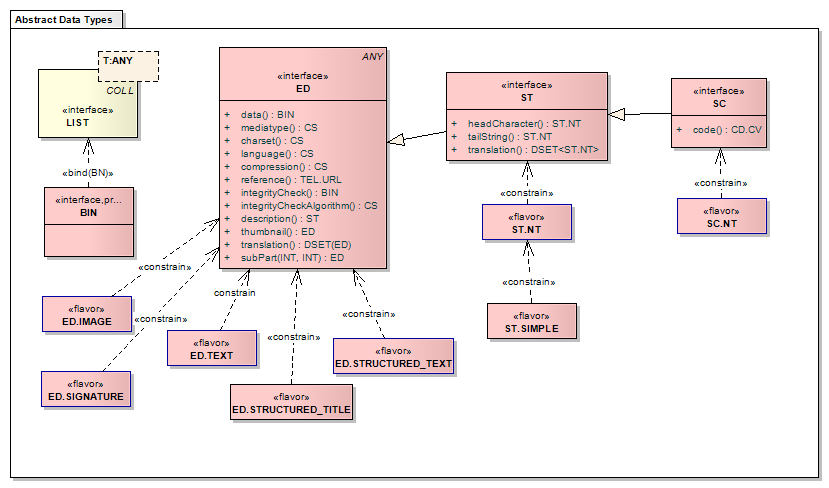 Abstract Data Types
T:ANY
COLL
«interface»
LIST
«bind(BN)»
«interface,pr...
BIN
ANY
«interface»
ED
+ data() : BIN
+ mediatype() : CS
+ charset() : CS
+ language() : CS
+ compression() : CS
+ reference() : TEL.URL
+ integrityCheck() : BIN
+ integrityCheckAlgorithm() : CS
+ description() : ST
+ thumbnail() : ED
+ translation() : DSET(ED)
+ subPart(INT, INT) : ED
«interface»
ST
+ headCharacter() : ST.NT
+ tailString() : ST.NT
+ translation() : DSET<ST.NT>
«interface»
SC
+ code() : CD.CV
«constrain»
«flavor»
ST.NT
«constrain»
«flavor»
SC.NT
«constrain»
«flavor»
ST.SIMPLE
«constrain»
«flavor»
ED.IMAGE
«constrain»
«flavor»
ED.SIGNATURE
constrain
«flavor»
ED.TEXT
«constrain»
«flavor»
ED.STRUCTURED_TITLE
«constrain»
«flavor»
ED.STRUCTURED_TEXT